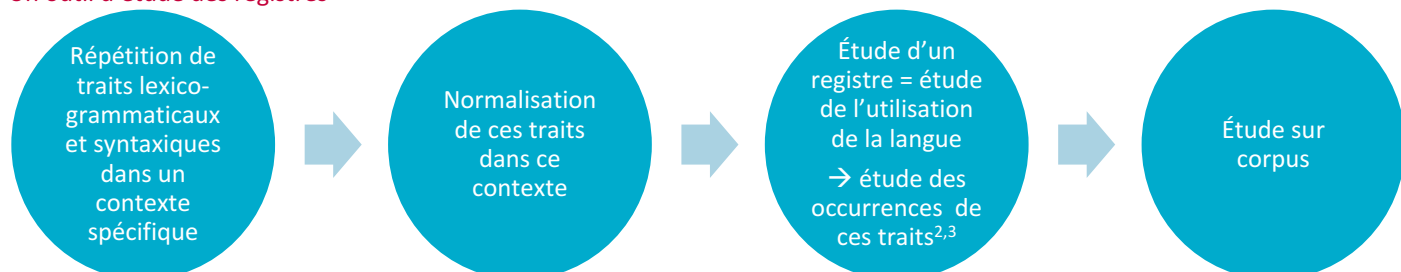 Un outil d'étude des registres
Répétition de
traits lexico-
grammaticaux
et syntaxiques
dans un
contexte
spécifique
Normalisation
de ces traits
dans ce
contexte
Étude d’un
registre = étude
de l’utilisation
de la langue
→ étude des
occurrences de
ces traits2,3
Étude sur
corpus